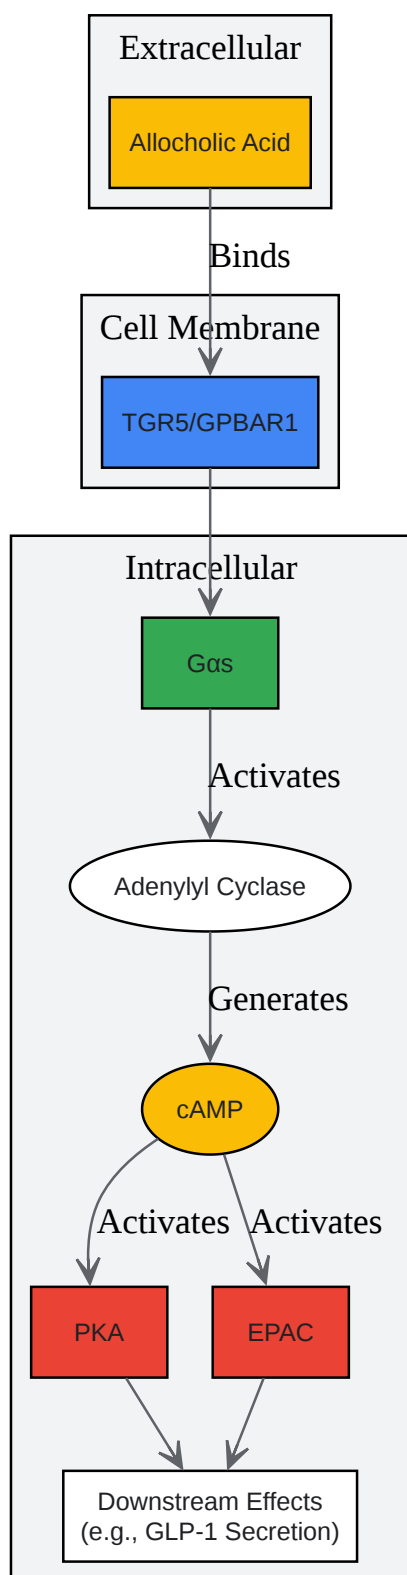 Extracellular
Allocholic Acid
Binds
Cell Membrane
TGR5/GPBAR1
Intracellular
Gαs
Activates
Adenylyl Cyclase
Generates
cAMP
Activates
Activates
PKA
EPAC
Downstream Effects
(e.g., GLP-1 Secretion)